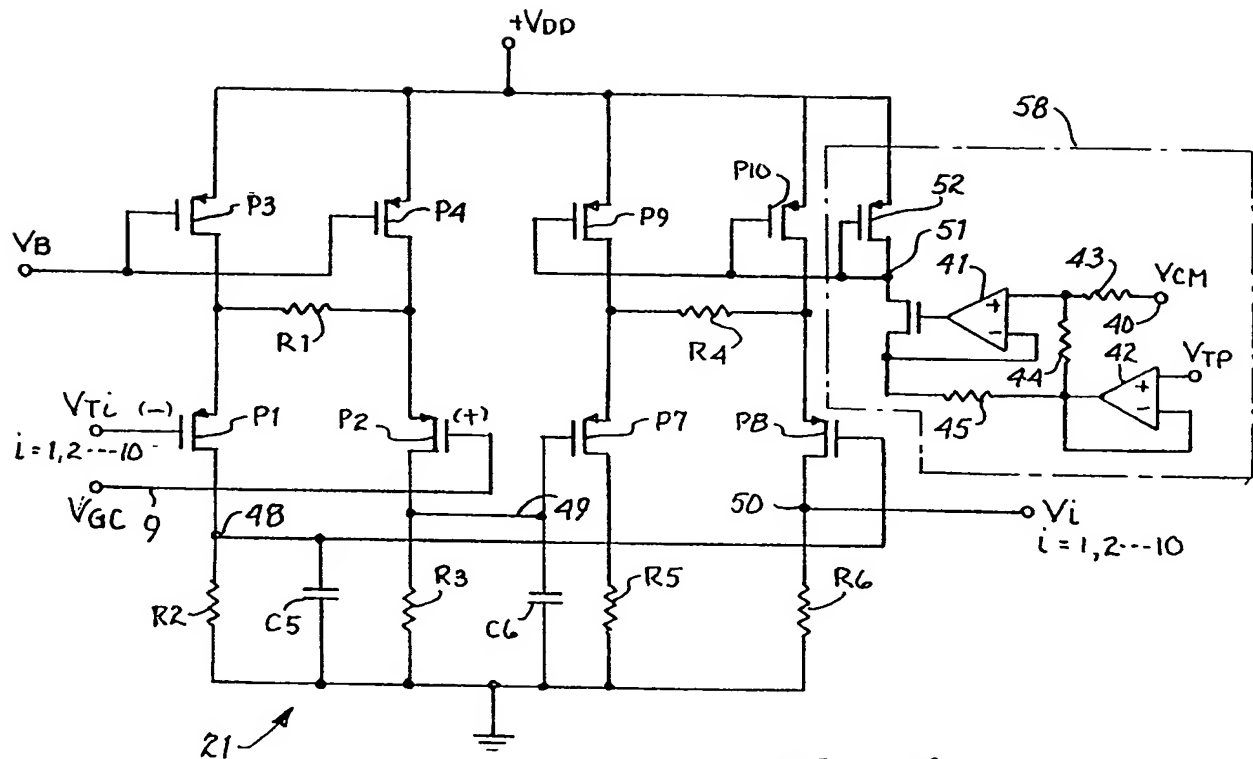 +VDD
58
P10
P3
P4
P9
52
51
VB
41
43
VCM
40
R1
R4
44
42
VTP
+
-
+
-
45
VTi (-)
P1
P2
(+)
P7
P8
i = 1,2---10
VGC 9
48
49
50
Vi
i = 1,2---10
R2
C5
R3
C6
R5
R6
21